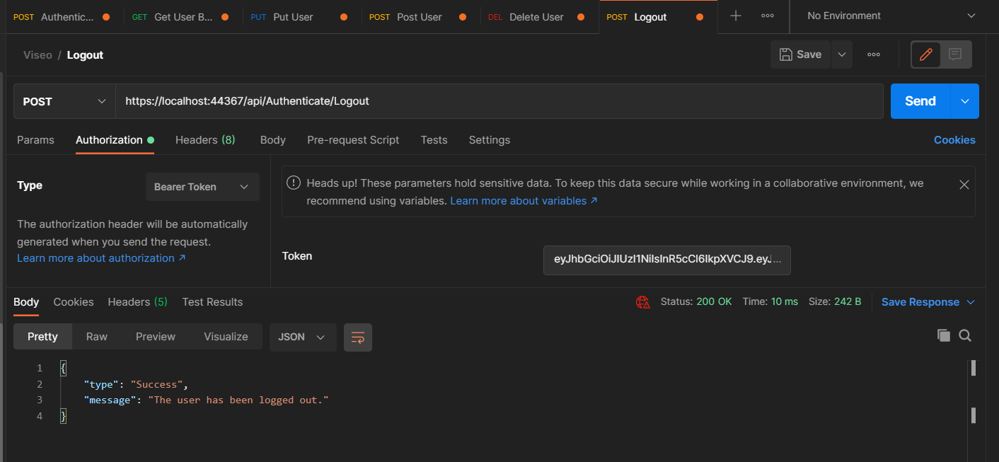 POST Authentic... GET Get User B... PUT Put User POST Post User DEL Delete User POST Logout No Environment
Viseo / Logout Save
POST https://localhost:44367/api/Authenticate/Logout Send
Params Authorization Headers (8) Body Pre-request Script Tests Settings Cookies
Type Bearer Token
The authorization header will be automatically
generated when you send the request.
Learn more about authorization ↗
Heads up! These parameters hold sensitive data. To keep this data secure while working in a collaborative environment, we
recommend using variables. Learn more about variables ↗
Token eyJhbGciOiJIUzI1NiIsInR5cCI6IkpXVCJ9.eyJ...
Body Cookies Headers (5) Test Results Status: 200 OK Time: 10 ms Size: 242 B Save Response
Pretty Raw Preview Visualize JSON
1 {
2 "type": "Success",
3 "message": "The user has been logged out."
4 }